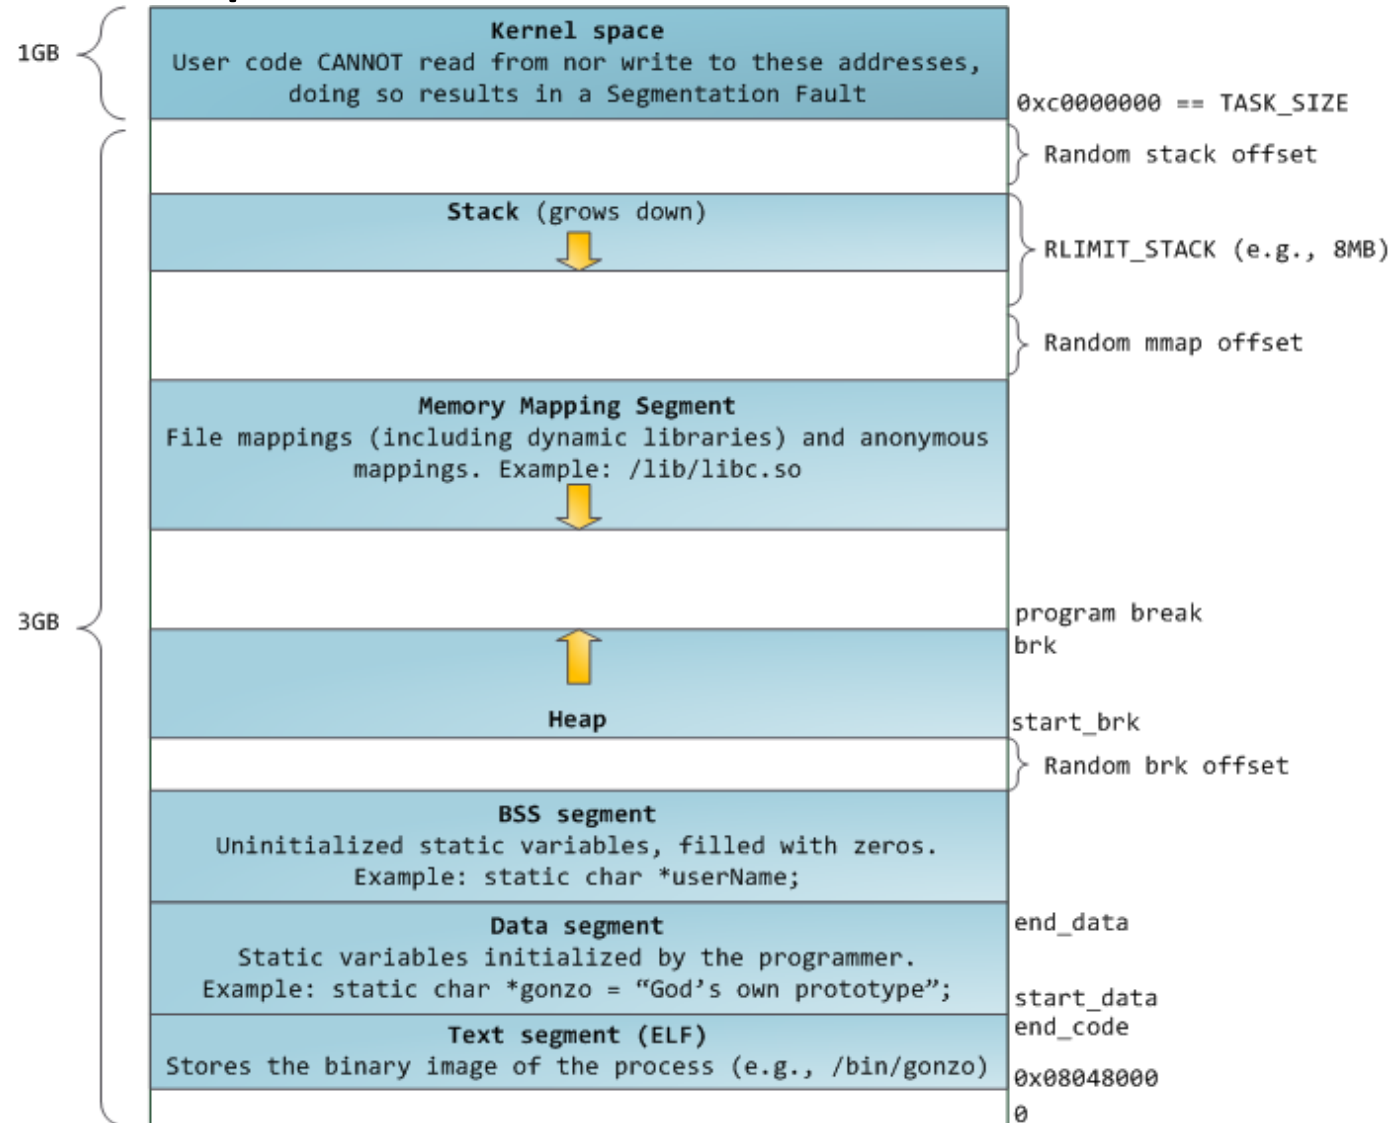 Kernel space
1GB
User code CANNOT read from nor write to these addresses,
doing so results in a Segmentation Fault
0xc0000000 == TASK_SIZE
Random stack offset
Stack (grows down)
RLIMIT_STACK (e.g., 8MB)
Random mmap offset
Memory Mapping Segment
File mappings (including dynamic libraries) and anonymous
mappings. Example: /lib/libc.so
3GB
program break
brk
Heap
start_brk
Random brk offset
BSS segment
Uninitialized static variables, filled with zeros.
Example: static char *userName;
Data segment
end_data
Static variables initialized by the programmer.
Example: static char *gonzo = “God’s own prototype”;
start_data
end_code
Text segment (ELF)
Stores the binary image of the process (e.g., /bin/gonzo)
0x08048000
0